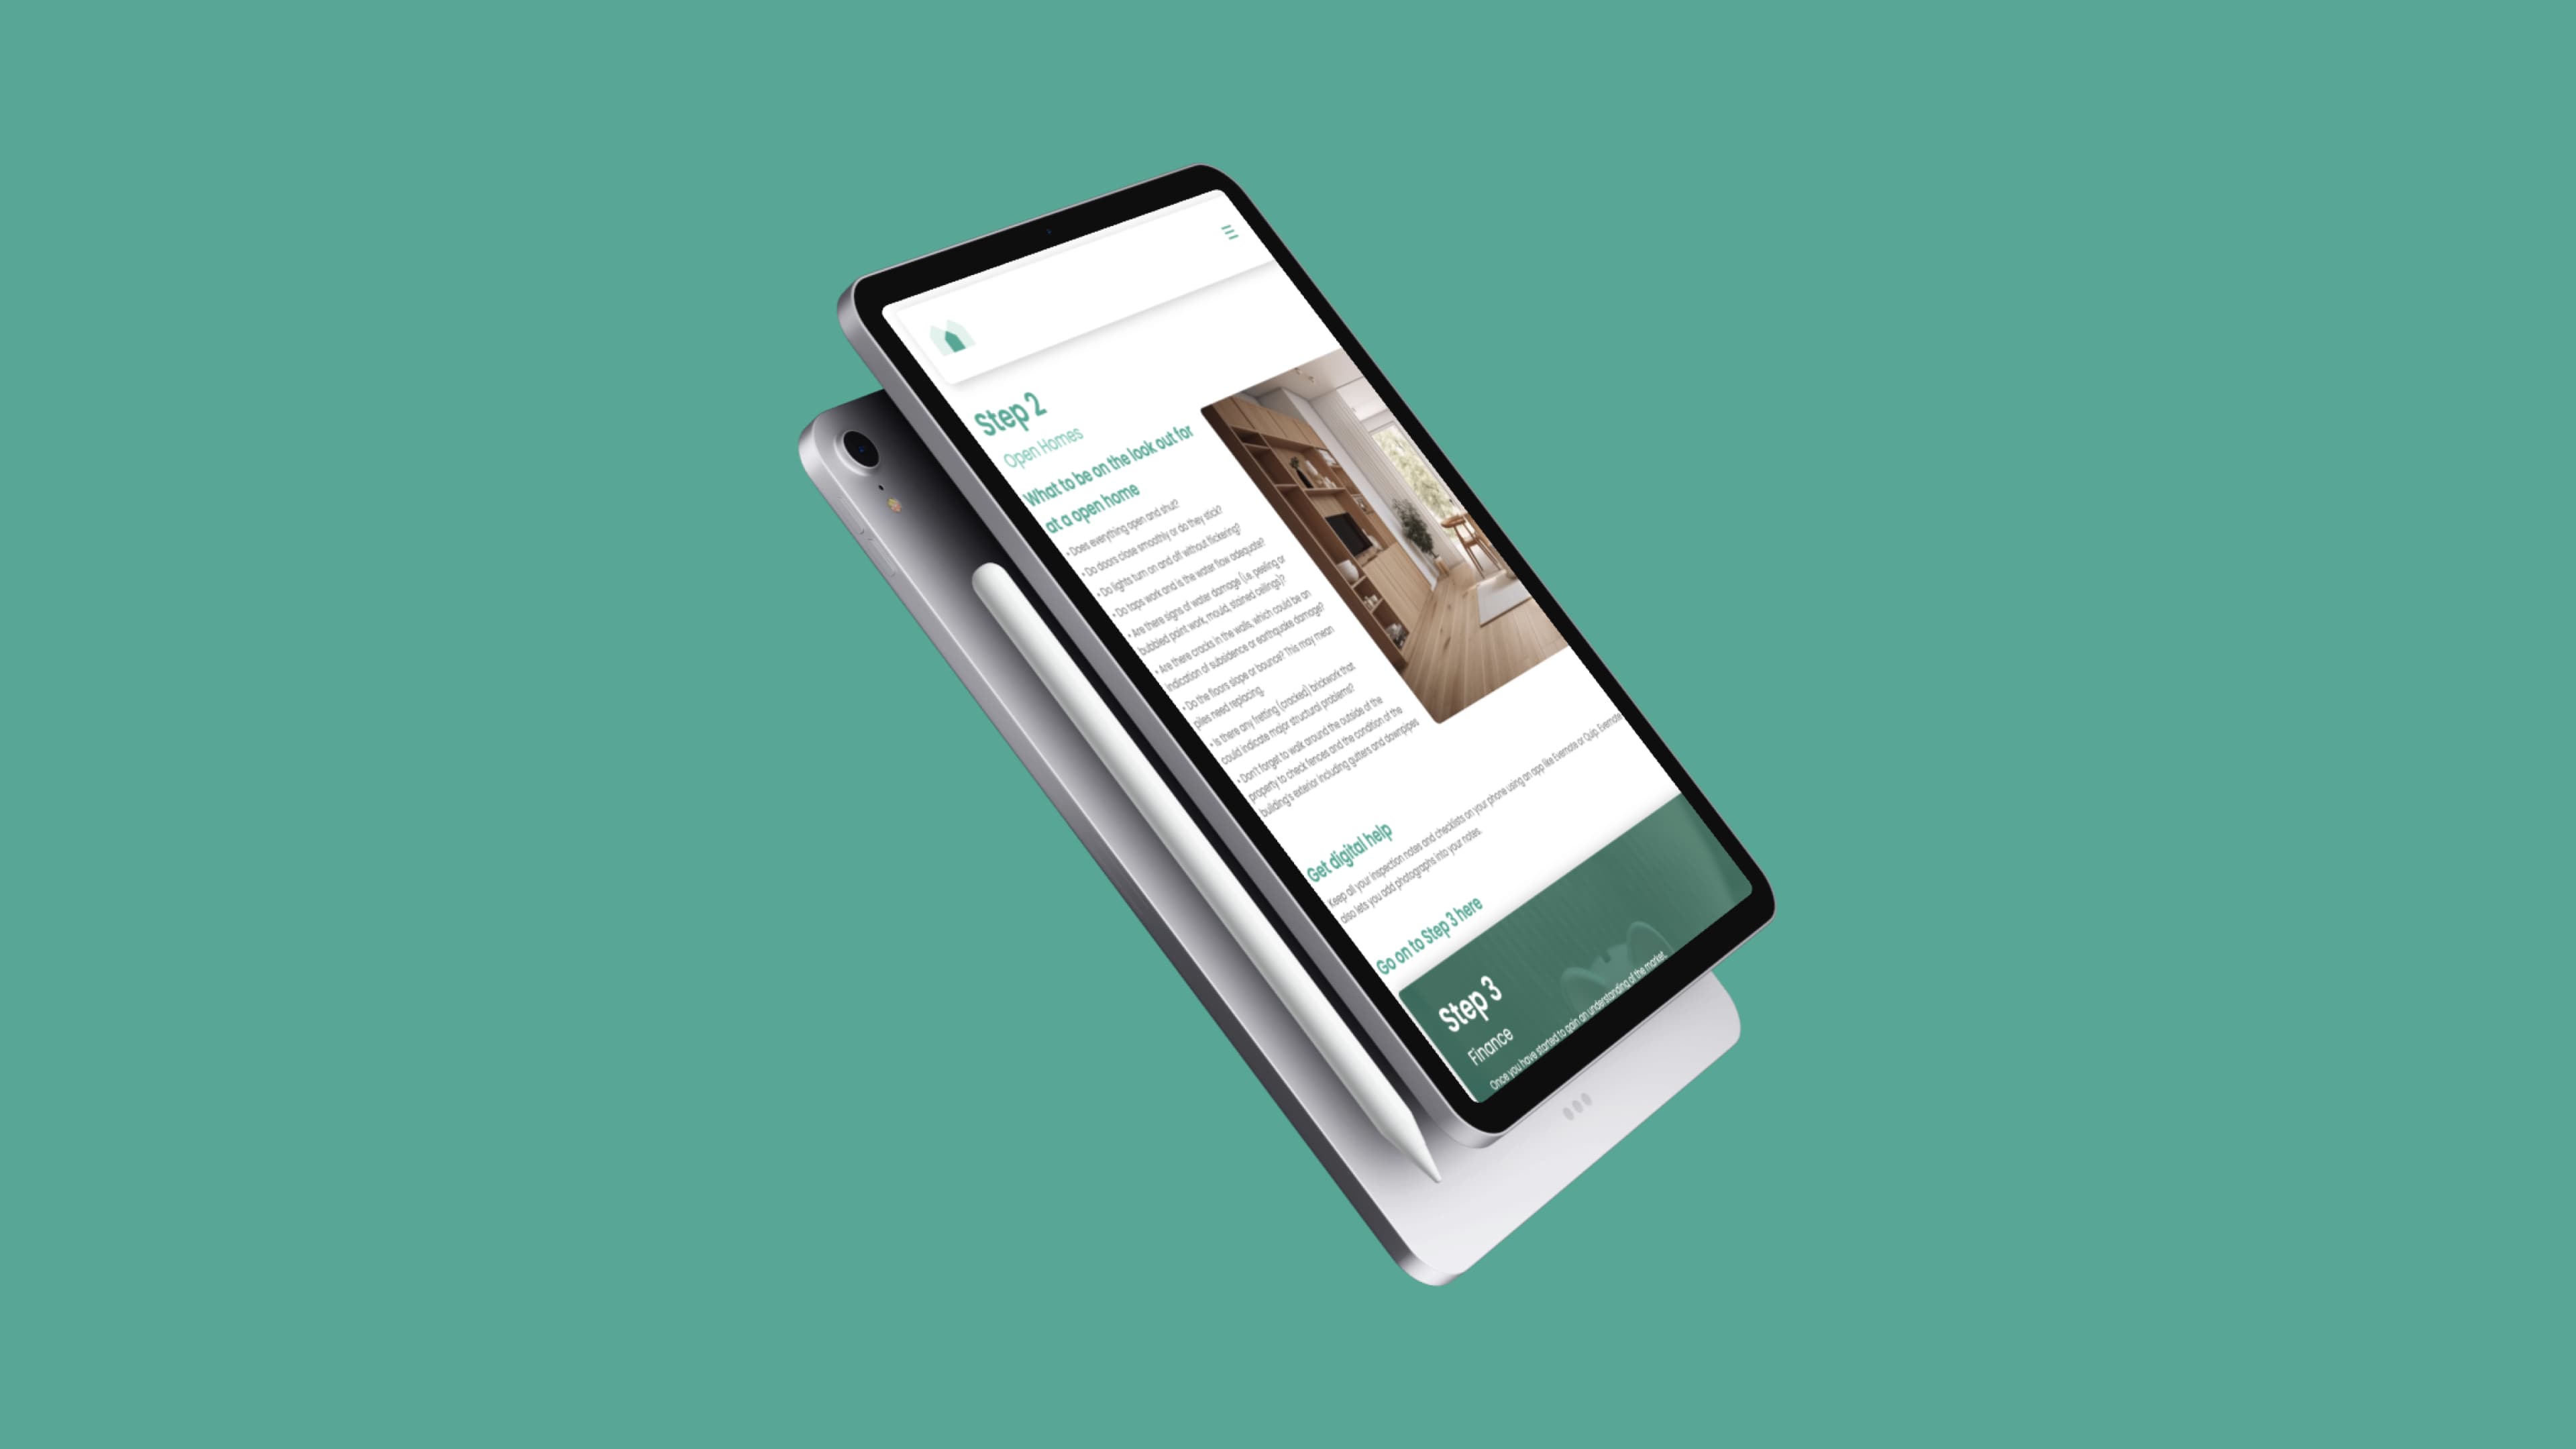 Step 2
Open Homes
What to be on the look out for
at a open home
• Does everything open and shut?
• Do doors close smoothly or do they stick?
• Do lights turn on and off without flickering?
• Do taps work and is the water flow adequate?
• Are there signs of water damage (i.e. peeling or
bubbled paint work, mould, stained ceilings)?
• Are there cracks in the walls, which could be an
indication of subsidence or earthquake damage?
• Do the floors slope or bounce? This may mean
piles need replacing.
• Is there any fretting (cracked) brickwork that
could indicate major structural problems?
• Don't forget to walk around the outside of the
property to check fences and the condition of the
building's exterior including gutters and downpipes
Get digital help
Keep all your inspection notes and checklists on your phone using an app like Evernote or Quip. Evernote
also lets you add photographs into your notes.
Go on to Step 3 here
Step 3
Finance
Once you have started to gain an understanding of the market,